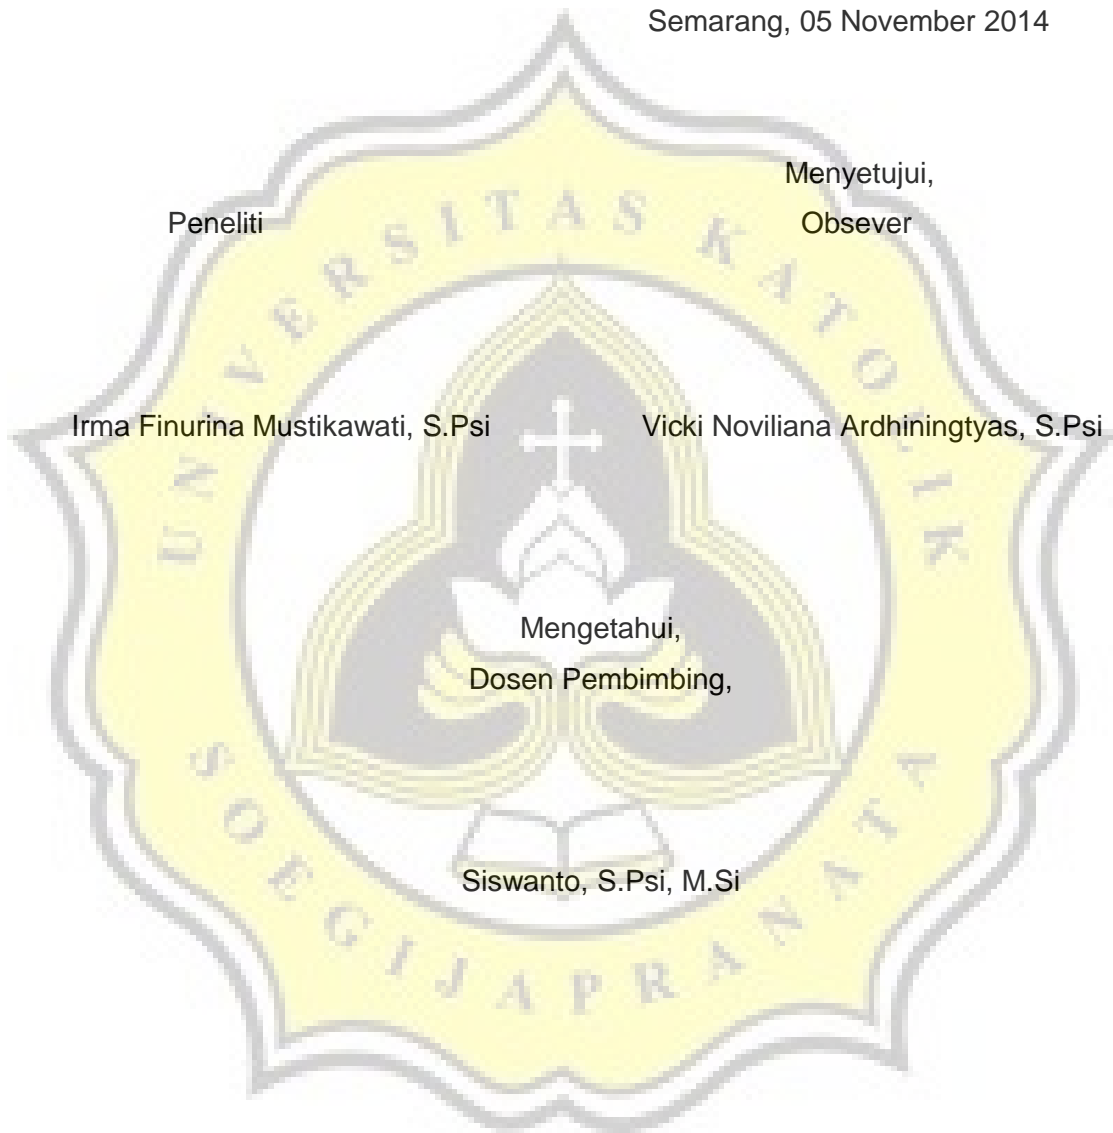 Semarang, 05 November 2014
Menyetujui,
Peneliti Obsever
Irma Finurina Mustikawati, S.Psi Vicki Noviliana Ardhiningtyas, S.Psi
Mengetahui,
Dosen Pembimbing,
Siswanto, S.Psi, M.Si
UNIVERSITAS KATOLIK
SOEGIJAPRANATA